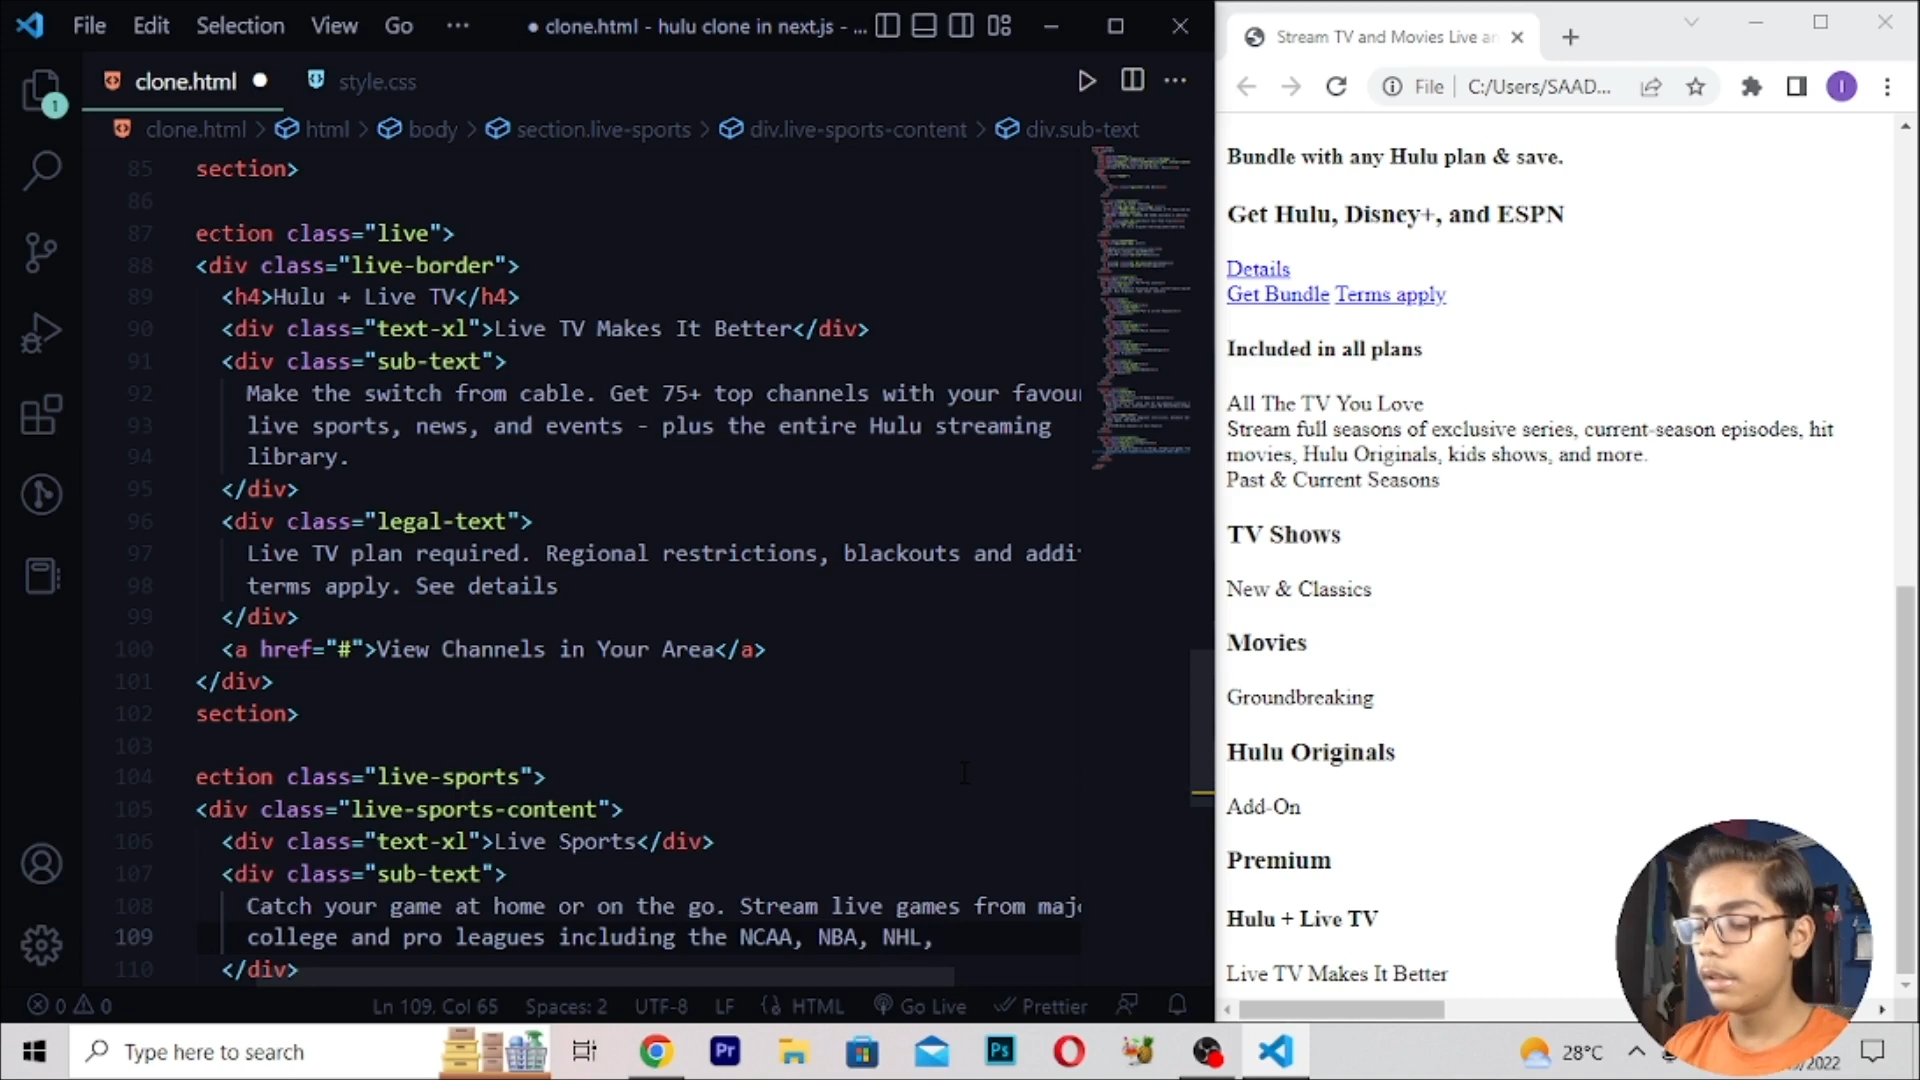 File Edit Selection View Go ··· ● clone.html - hulu clone in next.js - ...
clone.html ● style.css
1
clone.html > html > body > section.live-sports > div.live-sports-content > div.sub-text
85 section>
86
87 ection class="live">
88 <div class="live-border">
89 <h4>Hulu + Live TV</h4>
90 <div class="text-xl">Live TV Makes It Better</div>
91 <div class="sub-text">
92 Make the switch from cable. Get 75+ top channels with your favou
93 live sports, news, and events - plus the entire Hulu streaming
94 library.
95 </div>
96 <div class="legal-text">
97 Live TV plan required. Regional restrictions, blackouts and addi
98 terms apply. See details
99 </div>
100 <a href="#">View Channels in Your Area</a>
101 </div>
102 section>
103
104 ection class="live-sports">
105 <div class="live-sports-content">
106 <div class="text-xl">Live Sports</div>
107 <div class="sub-text">
108 Catch your game at home or on the go. Stream live games from maj
109 college and pro leagues including the NCAA, NBA, NHL,
110 </div>
0 0 Ln 109, Col 65 Spaces: 2 UTF-8 LF {} HTML Go Live Prettier
Stream TV and Movies Live an
File C:/Users/SAAD... I
Bundle with any Hulu plan & save.
Get Hulu, Disney+, and ESPN
Details
Get Bundle Terms apply
Included in all plans
All The TV You Love
Stream full seasons of exclusive series, current-season episodes, hit
movies, Hulu Originals, kids shows, and more.
Past & Current Seasons
TV Shows
New & Classics
Movies
Groundbreaking
Hulu Originals
Add-On
Premium
Hulu + Live TV
Live TV Makes It Better
Type here to search Pr Ps 28°C /2022